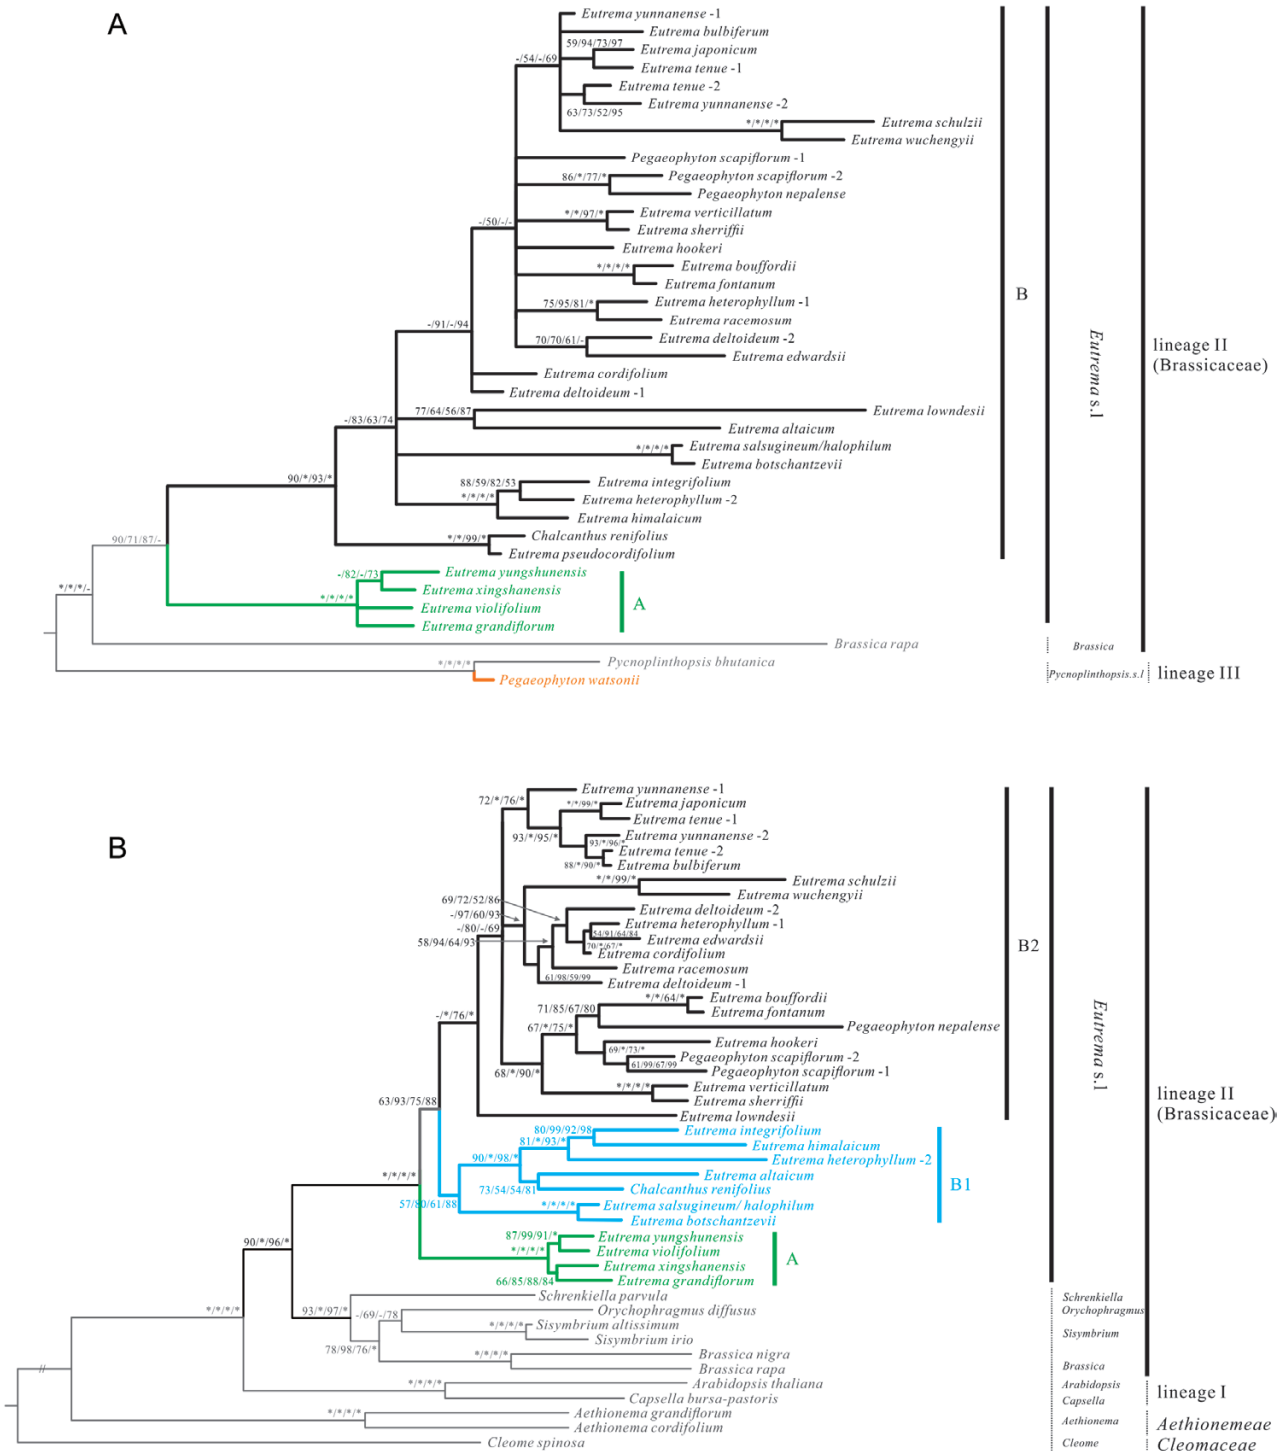 A
Eutrema yunnanense -1
Eutrema bulbiferum
59/94/73/97
Eutrema japonicum
-/54/-/69
Eutrema tenue -1
Eutrema tenue -2
Eutrema yunnanense -2
63/73/52/95
*/*/*/*
Eutrema schulzii
Eutrema wuchengyii
Pegaeophyton scapiflorum -1
86/*/77/*
Pegaeophyton scapiflorum -2
Pegaeophyton nepalense
-/50/-/-
*/*/97/*
Eutrema verticillatum
Eutrema sherriffii
Eutrema hookeri
*/*/*/*
Eutrema bouffordii
Eutrema fontanum
B
75/95/81/*
Eutrema heterophyllum -1
Eutrema racemosum
-/91/-/94
70/70/61/-
Eutrema deltoideum -2
Eutrema edwardsii
Eutrema s.l
lineage II
(Brassicaceae)
Eutrema cordifolium
Eutrema deltoideum -1
-/83/63/74
77/64/56/87
Eutrema lowndesii
Eutrema altaicum
*/*/*/*
Eutrema salsugineum/halophilum
Eutrema botschantzevii
90/*/93/*
88/59/82/53
Eutrema integrifolium
*/*/*/*
Eutrema heterophyllum -2
Eutrema himalaicum
*/*/99/*
Chalcanthus renifolius
Eutrema pseudocordifolium
90/71/87/-
-/82/-/73
Eutrema yungshunensis
*/*/*/-
Eutrema xingshanensis
*/*/*/*
Eutrema violifolium
A
Eutrema grandiflorum
Brassica rapa
Brassica
*/*/*/*
Pycnoplinthopsis bhutanica
Pegaeophyton watsonii
Pycnoplinthopsis.s.l
lineage III
B
Eutrema yunnanense -1
72/*/76/*
*/*/99/*
Eutrema japonicum
Eutrema tenue -1
93/*/95/*
Eutrema yunnanense -2
93/*/96/*
Eutrema tenue -2
88/*/90/*
Eutrema bulbiferum
*/*/99/*
Eutrema schulzii
Eutrema wuchengyii
69/72/52/86
-/97/60/93
-/80/-/69
58/94/64/93
Eutrema deltoideum -2
Eutrema heterophyllum -1
54/91/64/84
Eutrema edwardsii
70/*/67/*
Eutrema cordifolium
Eutrema racemosum
61/98/59/99
Eutrema deltoideum -1
B2
*/*/64/*
Eutrema bouffordii
71/85/67/80
Eutrema fontanum
-/*/76/*
67/*/75/*
Pegaeophyton nepalense
Eutrema hookeri
69/*/73/*
Pegaeophyton scapiflorum -2
61/99/67/99
Pegaeophyton scapiflorum -1
68/*/90/*
*/*/*/*
Eutrema verticillatum
Eutrema sherriffii
63/93/75/88
Eutrema lowndesii
Eutrema s.l
lineage II
(Brassicaceae)
80/99/92/98
Eutrema integrifolium
81/*/93/*
Eutrema himalaicum
90/*/98/*
Eutrema heterophyllum -2
*/*/*/*
Eutrema altaicum
73/54/54/81
Chalcanthus renifolius
B1
57/80/61/88
*/*/*/*
Eutrema salsugineum/ halophilum
Eutrema botschantzevii
87/99/91/*
Eutrema yungshunensis
90/*/96/*
*/*/*/*
Eutrema violifolium
A
Eutrema xingshanensis
66/85/88/84
Eutrema grandiflorum
Schrenkiella parvula
Schrenkiella
*/*/*/*
93/*/97/*
-/69/-/78
Orychophragmus diffusus
Orychophragmus
*/*/*/*
Sisymbrium altissimum
Sisymbrium irio
Sisymbrium
78/98/76/*
*/*/*/*
Brassica nigra
Brassica rapa
Brassica
*/*/*/*
Arabidopsis thaliana
Arabidopsis
Capsella bursa-pastoris
Capsella
lineage I
*/*/*/*
Aethionema grandiflorum
Aethionema cordifolium
Aethionema
Aethionemeae
Cleome spinosa
Cleome
Cleomaceae